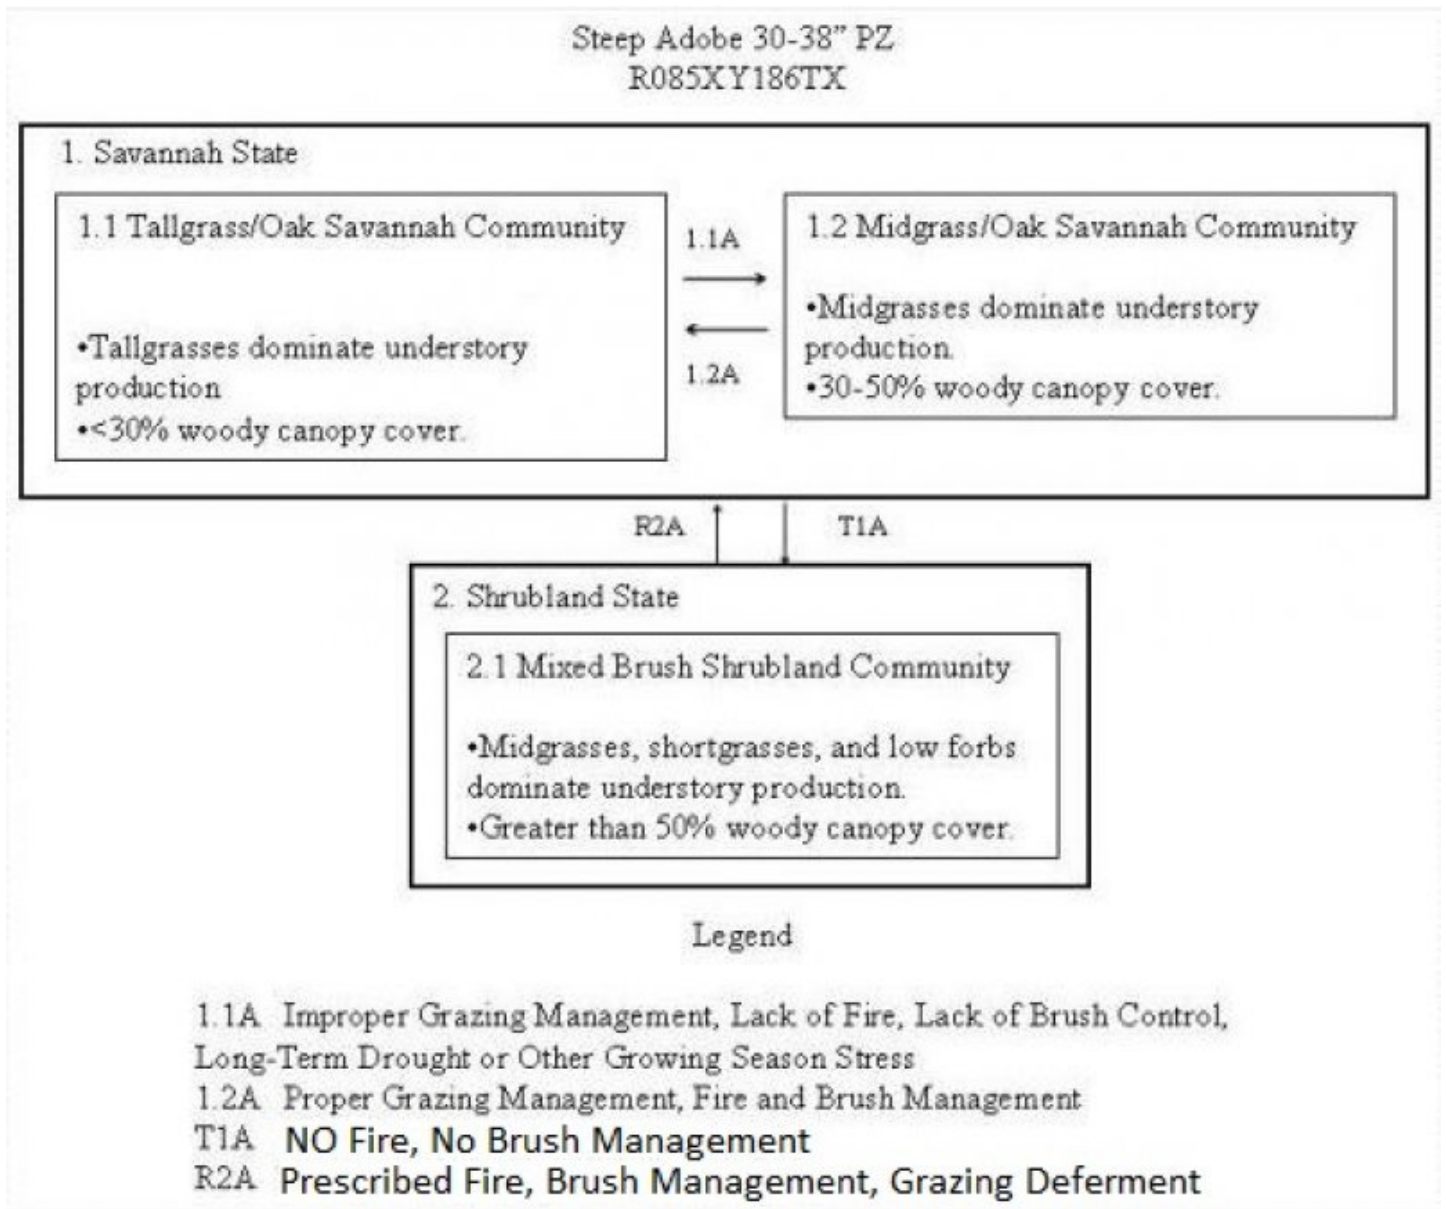 Steep Adobe 30-38” PZ
R085XY186TX
1. Savannah State
1.1 Tallgrass/Oak Savannah Community
•Tallgrasses dominate understory
production
•<30% woody canopy cover.
1.1A
1.2A
1.2 Midgrass/Oak Savannah Community
•Midgrasses dominate understory
production.
•30-50% woody canopy cover.
R2A
T1A
2. Shrubland State
2.1 Mixed Brush Shrubland Community
•Midgrasses, shortgrasses, and low forbs
dominate understory production.
•Greater than 50% woody canopy cover.
Legend
1.1A Improper Grazing Management, Lack of Fire, Lack of Brush Control,
Long-Term Drought or Other Growing Season Stress
1.2A Proper Grazing Management, Fire and Brush Management
T1A NO Fire, No Brush Management
R2A Prescribed Fire, Brush Management, Grazing Deferment